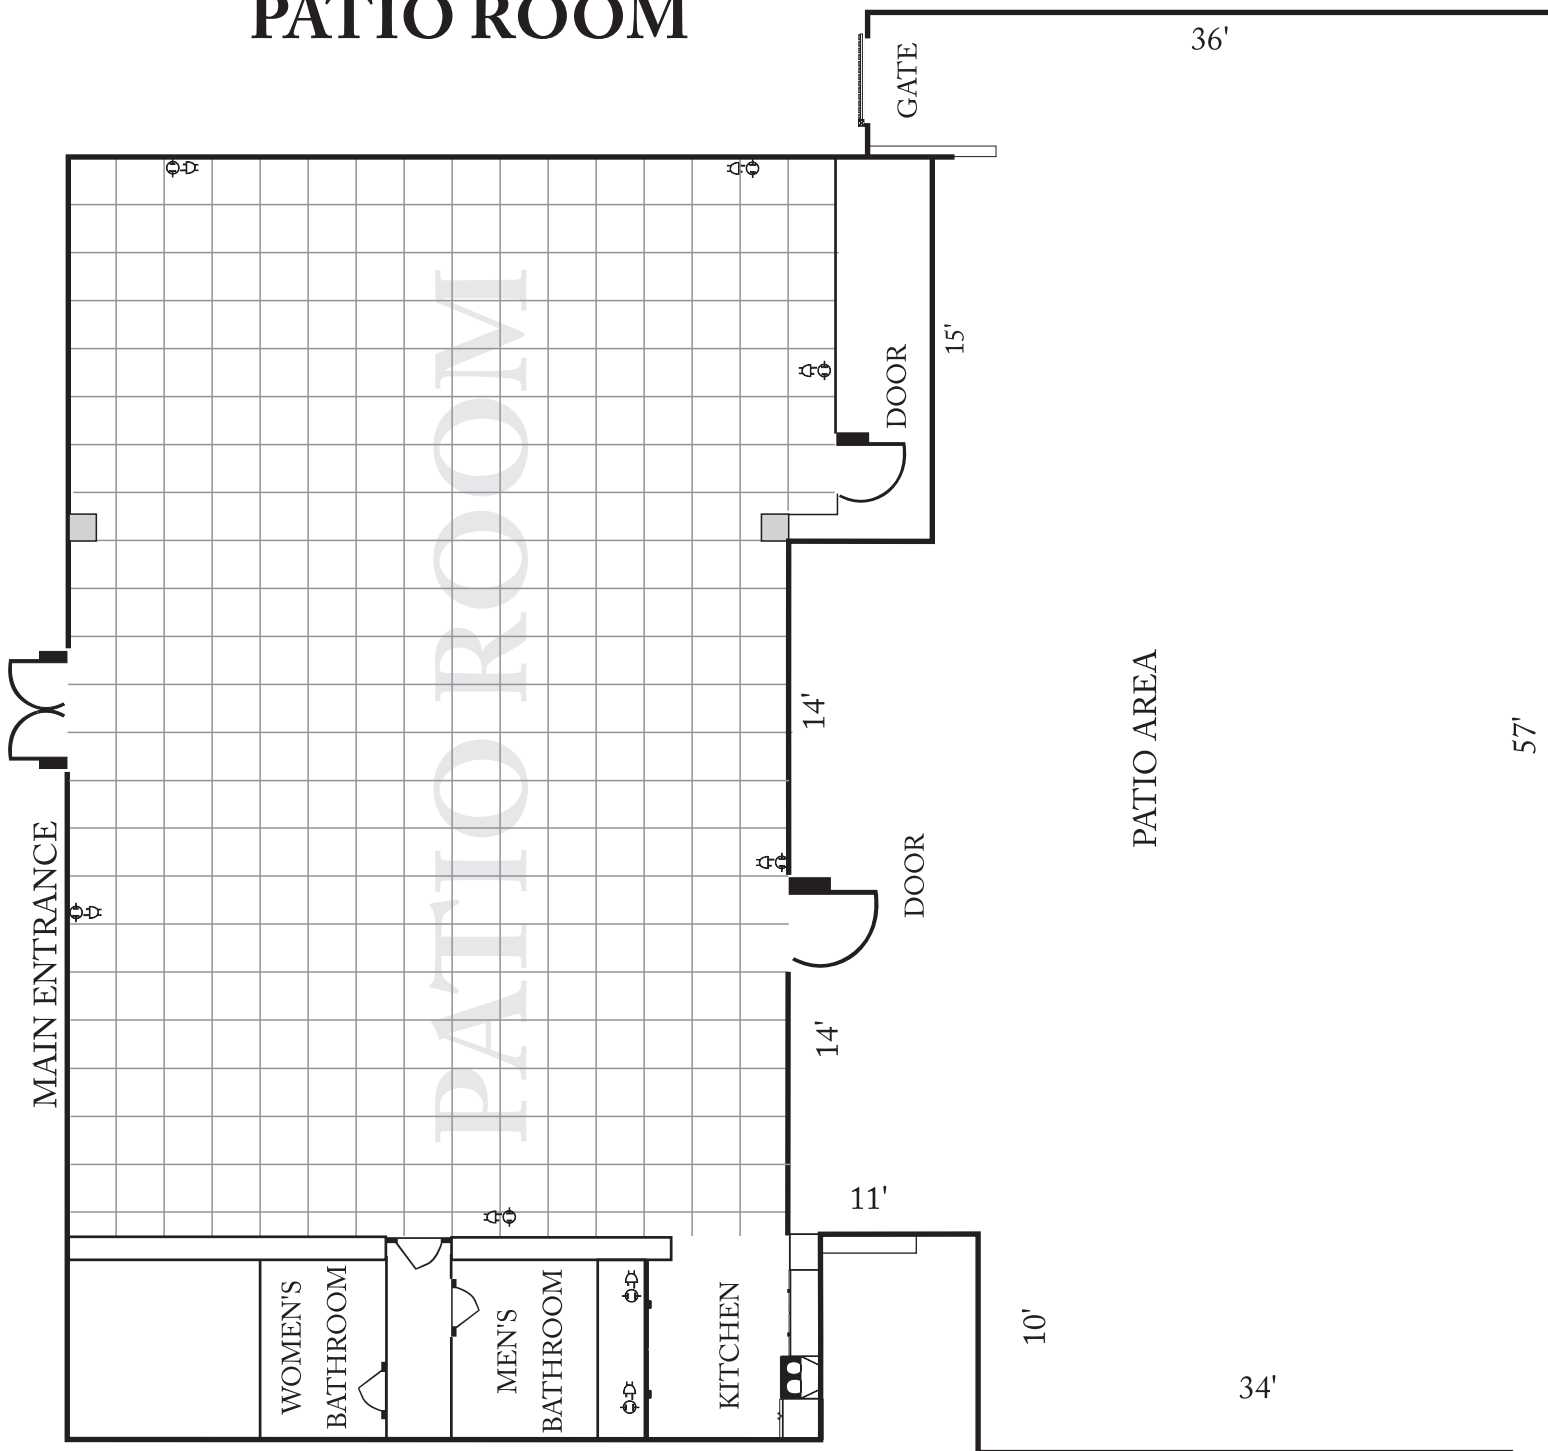 PATIO ROOM
36'
GATE
15'
DOOR
PATIO ROOM
14'
PATIO AREA
57'
DOOR
MAIN ENTRANCE
14'
11'
WOMEN'S
BATHROOM
MEN'S
BATHROOM
KITCHEN
10'
34'